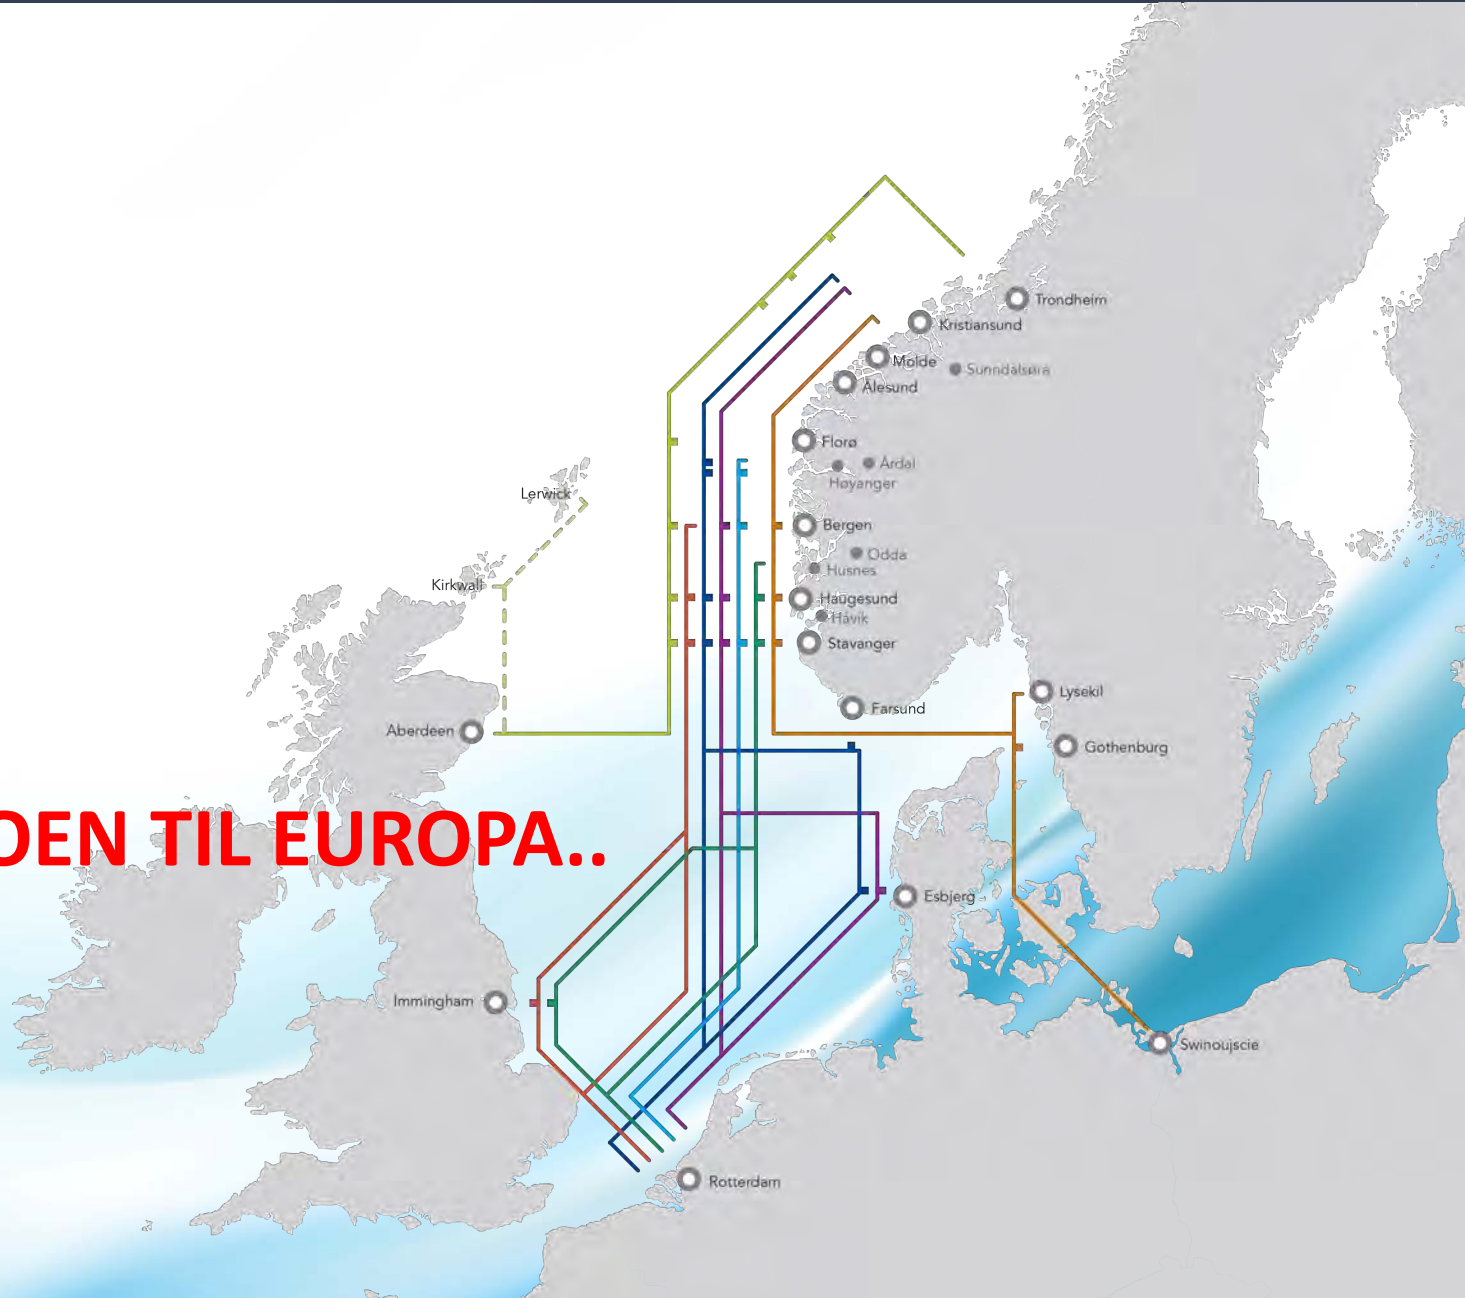 Trondheim
Kristiansund
Molde
Sunndalsøra
Ålesund
Florø
Årdal
Høyanger
Lerwick
Bergen
Odda
Husnes
Kirkwall
Haugesund
Håvik
Stavanger
Lysekil
Farsund
Aberdeen
Gothenburg
OEN TIL EUROPA..
Esbjerg
Immingham
Swinoujscie
Rotterdam